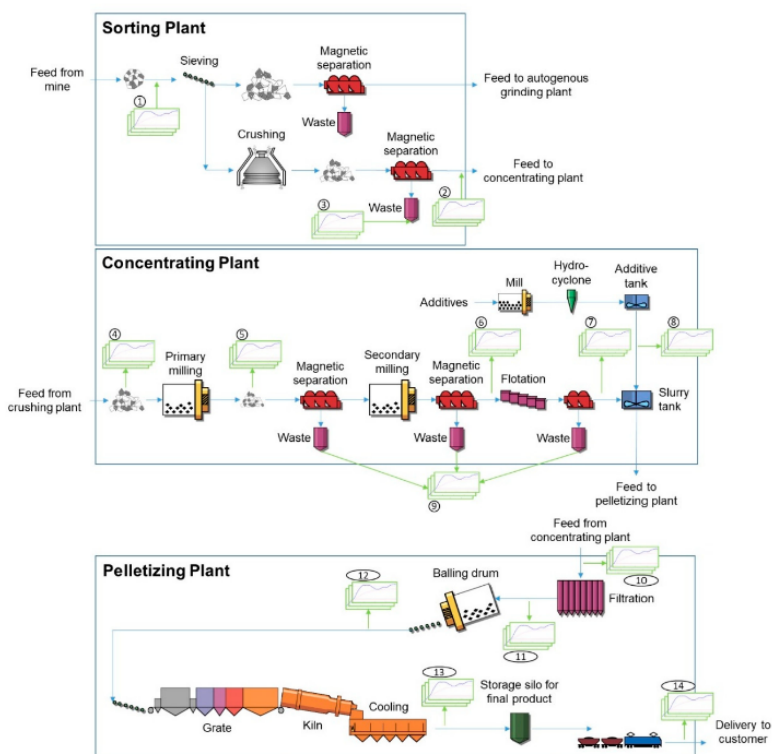 Sorting Plant
Feed from
mine
Sieving
Magnetic
separation
Feed to autogenous
grinding plant
①
Waste
Crushing
Magnetic
separation
Feed to
concentrating plant
②
③
Waste
Concentrating Plant
Additives
Mill
Hydro-
cyclone
Additive
tank
④
⑤
⑥
⑦
⑧
Feed from
crushing plant
Primary
milling
Magnetic
separation
Secondary
milling
Magnetic
separation
Flotation
Slurry
tank
Waste
Waste
Waste
⑨
Feed to
pelletizing plant
Feed from
concentrating plant
Pelletizing Plant
12
Balling drum
10
Filtration
11
13
14
Grate
Kiln
Cooling
Storage silo for
final product
Delivery to
customer